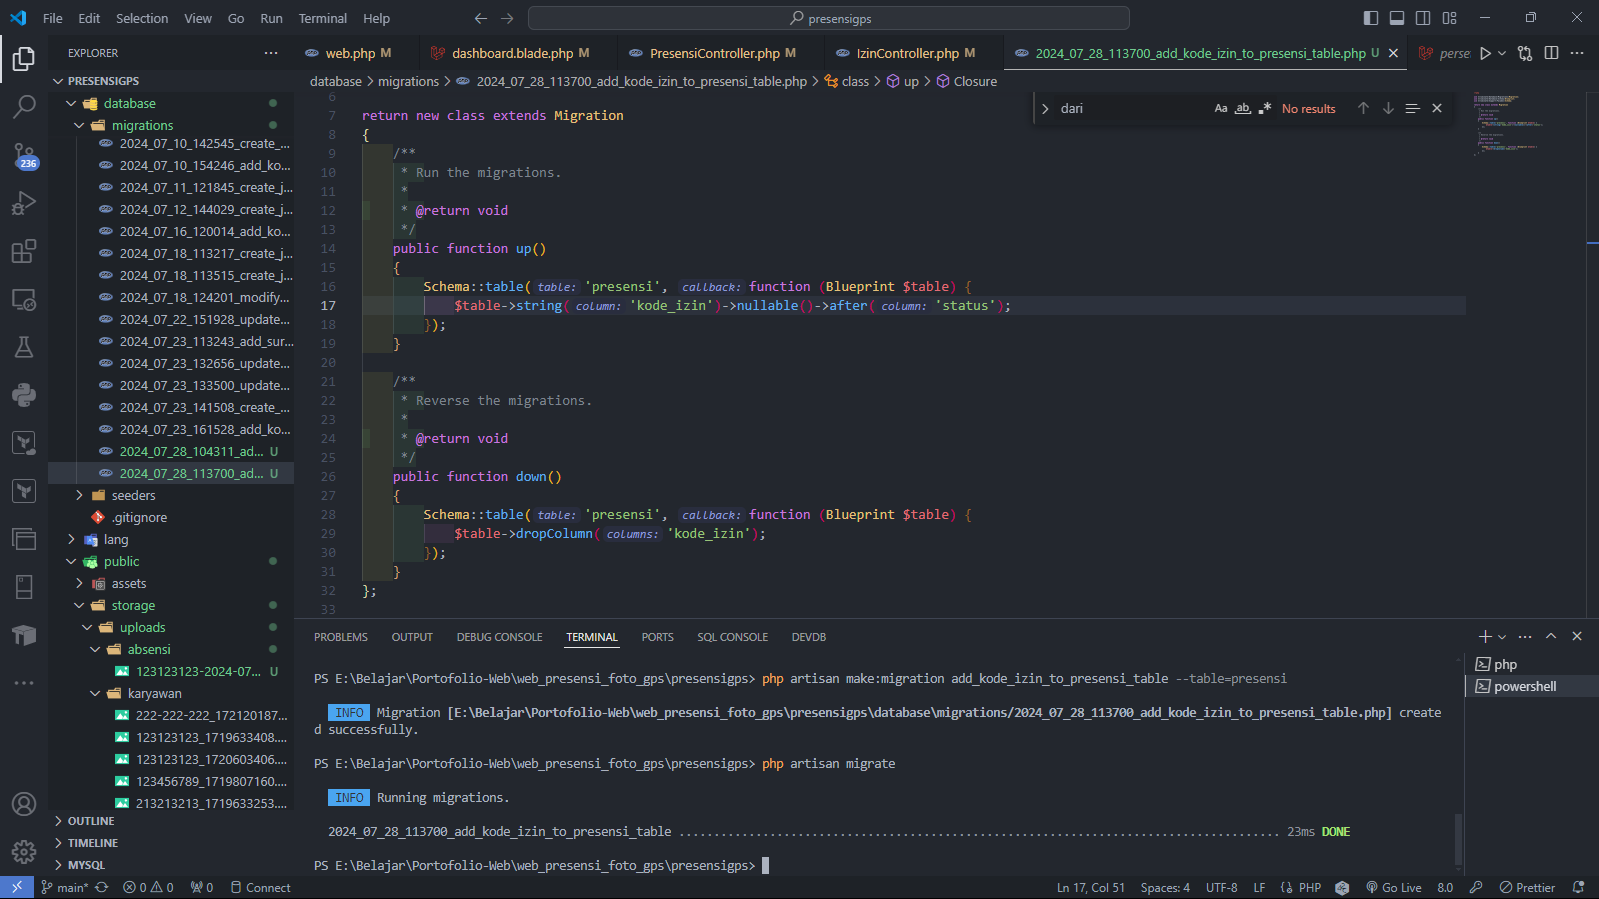 File Edit Selection View Go Run Terminal Help
presensigps
EXPLORER
web.php M
dashboard.blade.php M
PresensiController.php M
IzinController.php M
2024_07_28_113700_add_kode_izin_to_presensi_table.php U
perse
PRESENSIGPS
database
migrations
2024_07_10_142545_create_...
2024_07_10_154246_add_ko...
2024_07_11_121845_create_j...
2024_07_12_144029_create_j...
2024_07_16_120014_add_ko...
2024_07_18_113217_create_j...
2024_07_18_113515_create_j...
2024_07_18_124201_modify...
2024_07_22_151928_update...
2024_07_23_113243_add_sur...
2024_07_23_132656_update...
2024_07_23_133500_update...
2024_07_23_141508_create_...
2024_07_23_161528_add_ko...
2024_07_28_104311_ad... U
2024_07_28_113700_ad... U
seeders
.gitignore
lang
public
assets
storage
uploads
absensi
123123123-2024-07... U
karyawan
222-222-222_172120187...
123123123_1719633408....
123123123_1720603406....
123456789_1719807160....
213213213_1719633253....
OUTLINE
TIMELINE
MYSQL
236
database > migrations > 2024_07_28_113700_add_kode_izin_to_presensi_table.php > class > up > Closure
dari
Aa ab .* No results
6
7 return new class extends Migration
8 {
9 /**
10 * Run the migrations.
11 *
12 * @return void
13 */
14 public function up()
15 {
16 Schema::table(table: 'presensi', callback: function (Blueprint $table) {
17 $table->string(column: 'kode_izin')->nullable()->after(column: 'status');
18 });
19 }
20
21 /**
22 * Reverse the migrations.
23 *
24 * @return void
25 */
26 public function down()
27 {
28 Schema::table(table: 'presensi', callback: function (Blueprint $table) {
29 $table->dropColumn(columns: 'kode_izin');
30 });
31 }
32 };
33
PROBLEMS OUTPUT DEBUG CONSOLE TERMINAL PORTS SQL CONSOLE DEVDB
php
powershell
PS E:\Belajar\Portofolio-Web\web_presensi_foto_gps\presensigps> php artisan make:migration add_kode_izin_to_presensi_table --table=presensi
INFO Migration [E:\Belajar\Portofolio-Web\web_presensi_foto_gps\presensigps\database\migrations/2024_07_28_113700_add_kode_izin_to_presensi_table.php] create
d successfully.
PS E:\Belajar\Portofolio-Web\web_presensi_foto_gps\presensigps> php artisan migrate
INFO Running migrations.
2024_07_28_113700_add_kode_izin_to_presensi_table ........................................................................................ 23ms DONE
PS E:\Belajar\Portofolio-Web\web_presensi_foto_gps\presensigps>
main* 0 0 0 Connect
Ln 17, Col 51 Spaces: 4 UTF-8 LF {} PHP Go Live 8.0 Prettier